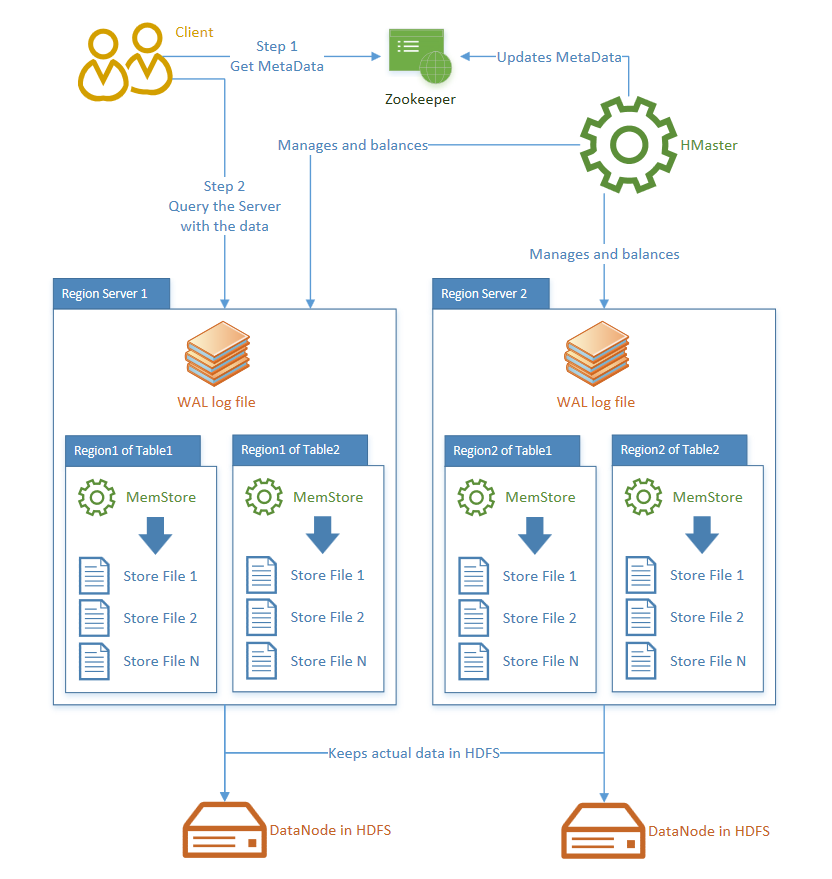 Client
Step 1
Get MetaData
Updates MetaData
Zookeeper
Manages and balances
HMaster
Step 2
Query the Server
with the data
Manages and balances
Region Server 1
Region Server 2
WAL log file
WAL log file
Region1 of Table1
Region1 of Table2
Region2 of Table1
Region2 of Table2
MemStore
MemStore
MemStore
MemStore
Store File 1
Store File 1
Store File 1
Store File 1
Store File 2
Store File 2
Store File 2
Store File 2
Store File N
Store File N
Store File N
Store File N
Keeps actual data in HDFS
DataNode in HDFS
DataNode in HDFS